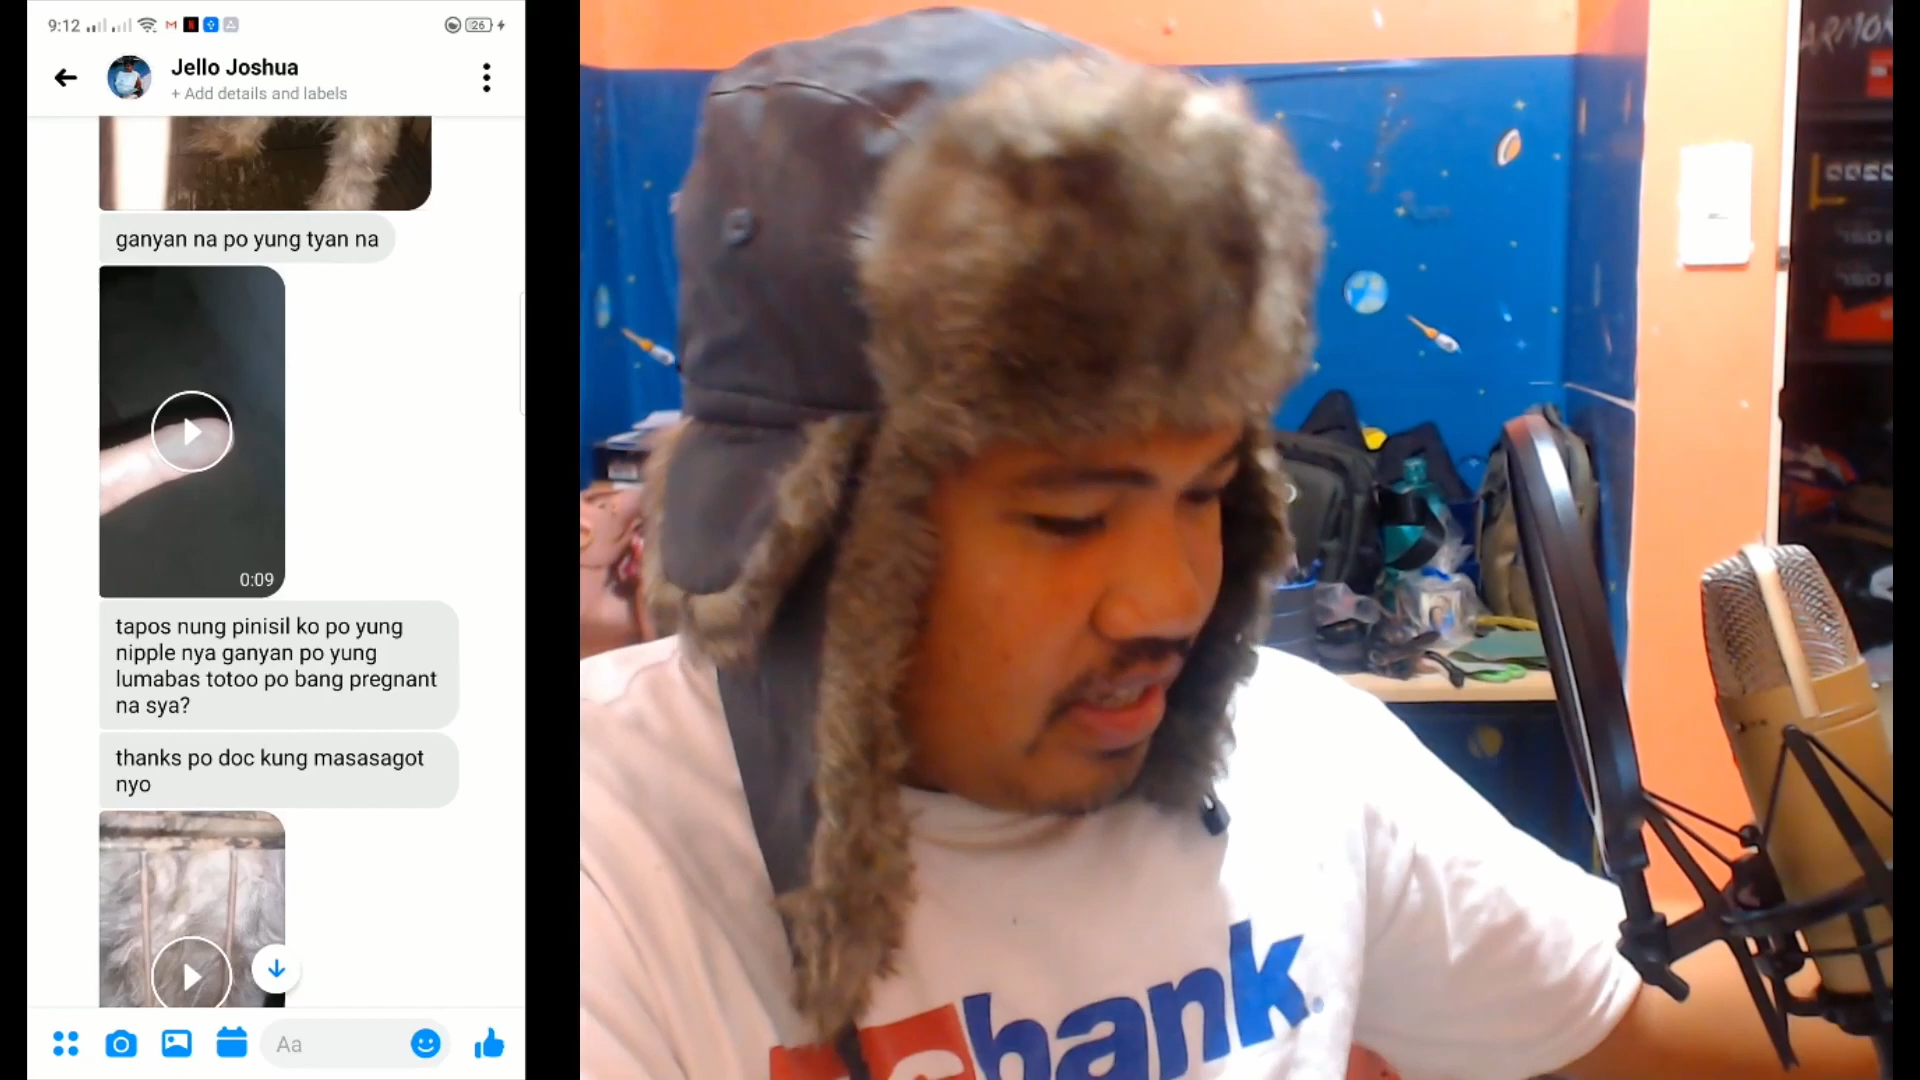 9:12
26
Jello Joshua
+ Add details and labels
ganyan na po yung tyan na
0:09
tapos nung pinisil ko po yung
nipple nya ganyan po yung
lumabas totoo po bang pregnant
na sya?
thanks po doc kung masasagot
nyo
Aa
bank